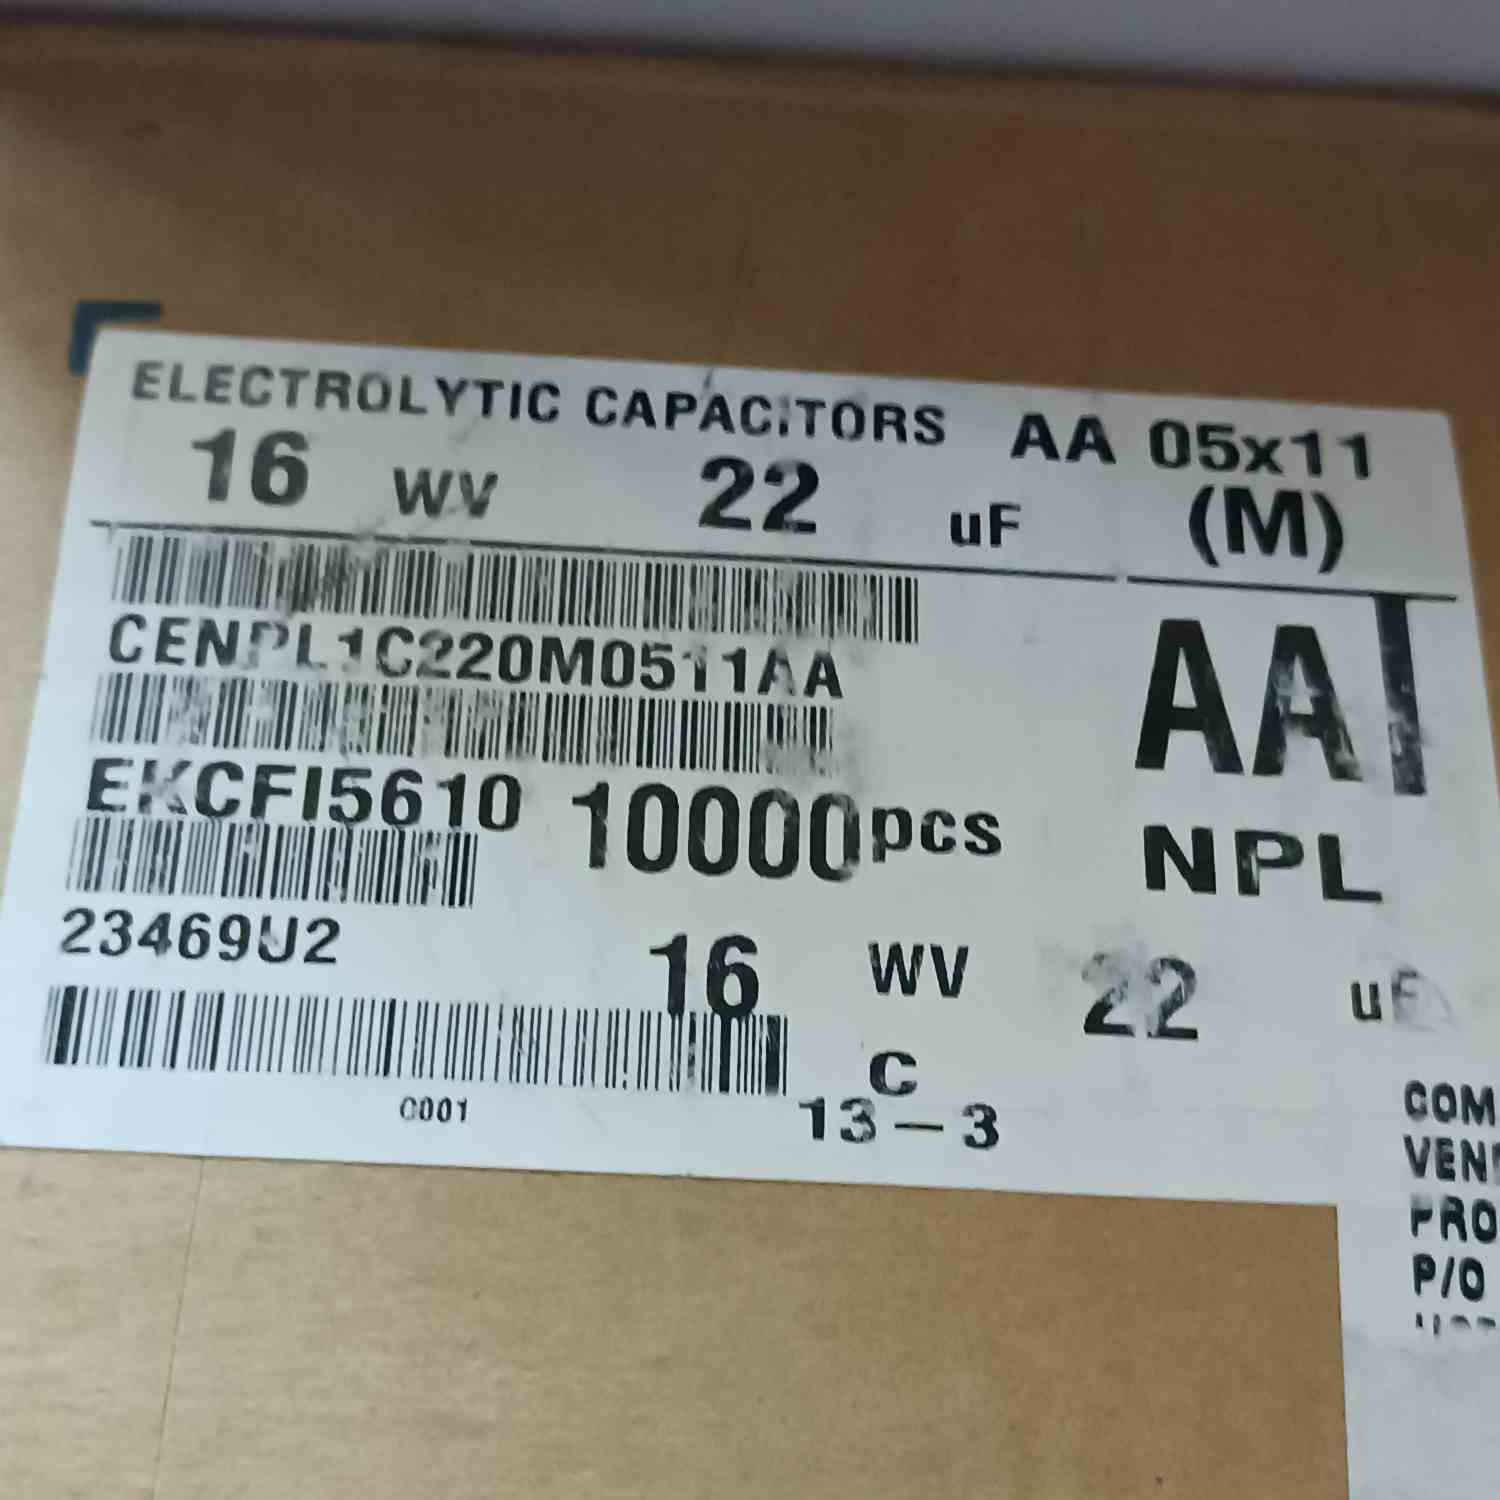 ELECTROLYTIC CAPACITORS AA 05x11
16 WV 22 uF (M)
CENPL1C220M0511AA
AA
EKCFI5610 10000pcs
NPL
23469U2
16 WV 22 uF
C
C001 13-3
COM
VEN
PRO
P/O